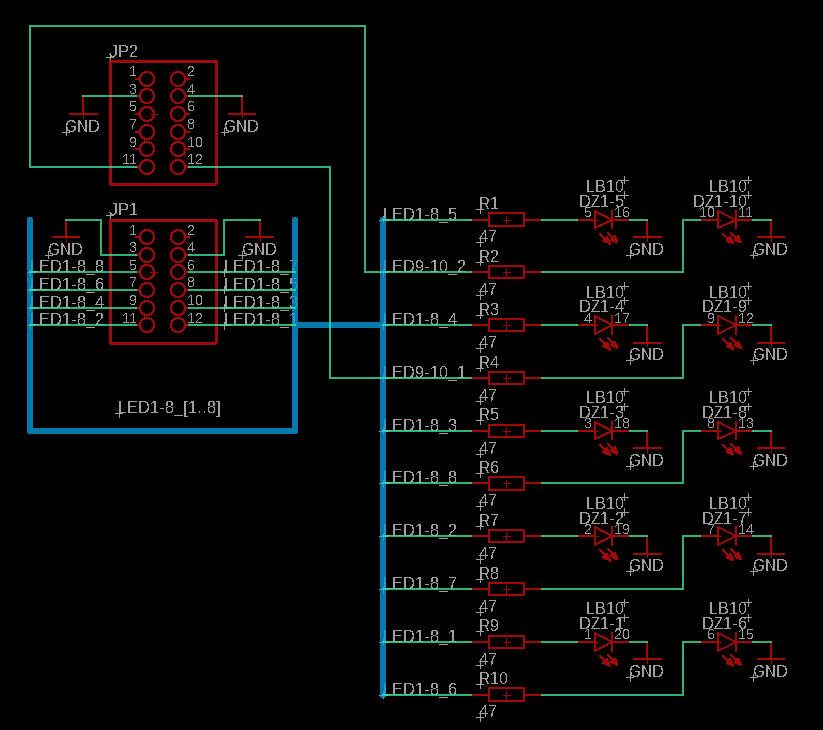 JP2
1 2
3 4
5 6
7 8
9 10
11 12
GND GND
JP1
1 2
3 4
5 6
7 8
9 10
11 12
GND GND
LED1-8_8 LED1-8_7
LED1-8_6 LED1-8_5
LED1-8_4 LED1-8_3
LED1-8_2 LED1-8_1
LED1-8_[1..8]
LED1-8_5 R1 47
LB10 DZ1-5 5 16 GND
LB10 DZ1-10 10 11 GND
LED9-10_2 R2 47
LED1-8_4 R3 47
LB10 DZ1-4 4 17 GND
LB10 DZ1-9 9 12 GND
LED9-10_1 R4 47
LED1-8_3 R5 47
LB10 DZ1-3 3 18 GND
LB10 DZ1-8 8 13 GND
LED1-8_8 R6 47
LED1-8_2 R7 47
LB10 DZ1-2 2 19 GND
LB10 DZ1-7 7 14 GND
LED1-8_7 R8 47
LED1-8_1 R9 47
LB10 DZ1-1 1 20 GND
LB10 DZ1-6 6 15 GND
LED1-8_6 R10 47